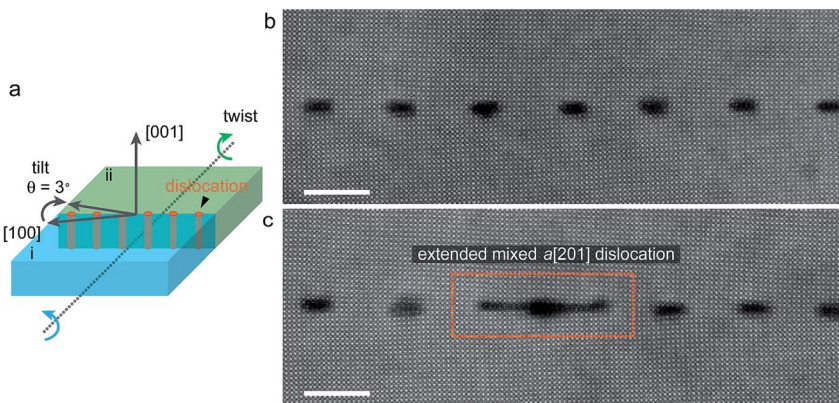 a
[001]
twist
tilt
θ = 3°
ii
dislocation
[100]
i
b
c
extended mixed a[201] dislocation